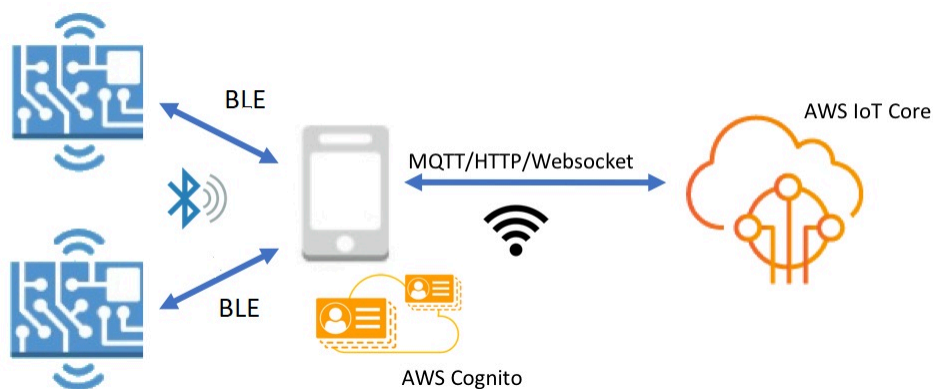 BLE
AWS IoT Core
MQTT/HTTP/Websocket
BLE
AWS Cognito